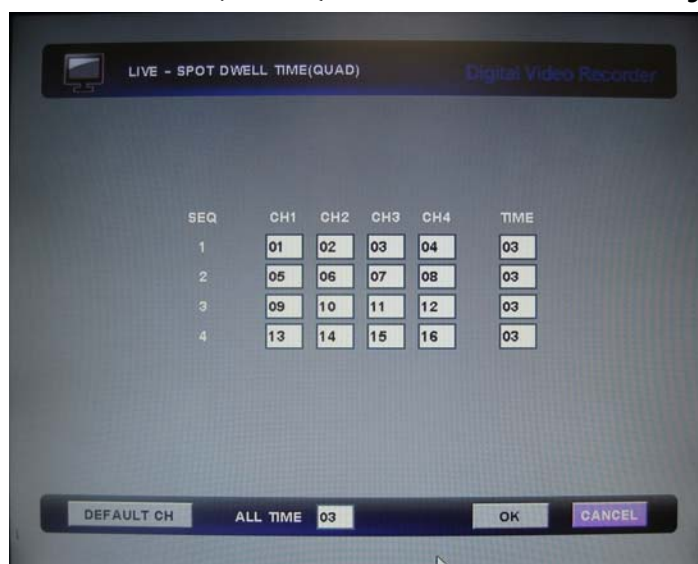 LIVE - SPOT DWELL TIME(QUAD) Digital Video Recorder
SEQ CH1 CH2 CH3 CH4 TIME
1 01 02 03 04 03
2 05 06 07 08 03
3 09 10 11 12 03
4 13 14 15 16 03
DEFAULT CH ALL TIME 03 OK CANCEL